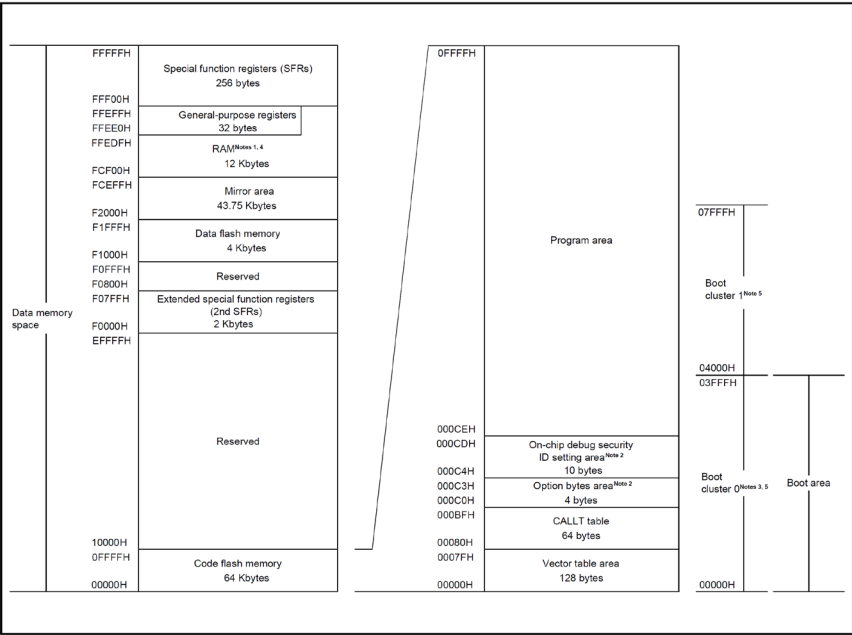 FFFFFH
Special function registers (SFRs)
256 bytes
FFF00H
FFEFFH
General-purpose registers
32 bytes
FFEE0H
FFEDFH
RAMNotes 1, 4
12 Kbytes
FCF00H
FCEFFH
Mirror area
43.75 Kbytes
F2000H
F1FFFH
Data flash memory
4 Kbytes
F1000H
F0FFFH
Reserved
F0800H
F07FFH
Extended special function registers
(2nd SFRs)
2 Kbytes
F0000H
EFFFFH
Data memory
space
Reserved
10000H
0FFFFH
Code flash memory
64 Kbytes
00000H
0FFFFH
Program area
000CEH
000CDH
On-chip debug security
ID setting areaNote 2
10 bytes
000C4H
000C3H
Option bytes areaNote 2
4 bytes
000C0H
000BFH
CALLT table
64 bytes
00080H
0007FH
Vector table area
128 bytes
00000H
07FFFH
Boot
cluster 1Note 5
04000H
03FFFH
Boot
cluster 0Notes 3, 5
Boot area
00000H